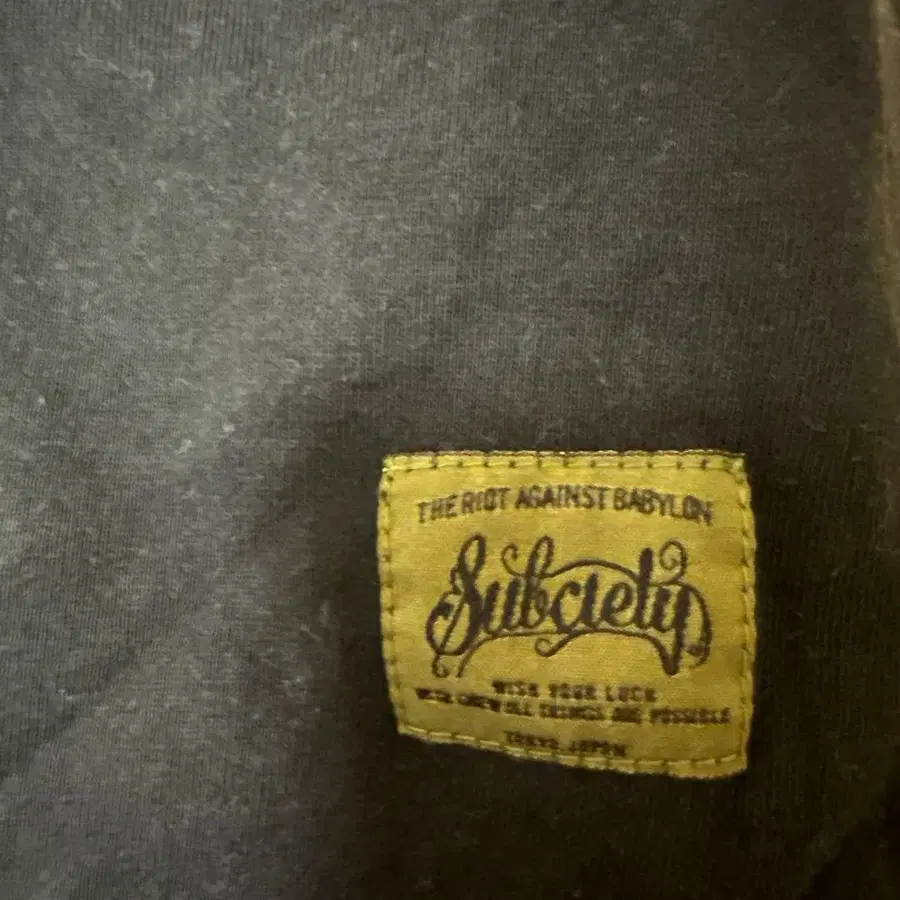 THE RIOT AGAINST BABYLON
Subciety
WISH YOUR LUCK
WITH CREW ALL THINGS ARE POSSIBLE
TOKYO JAPAN